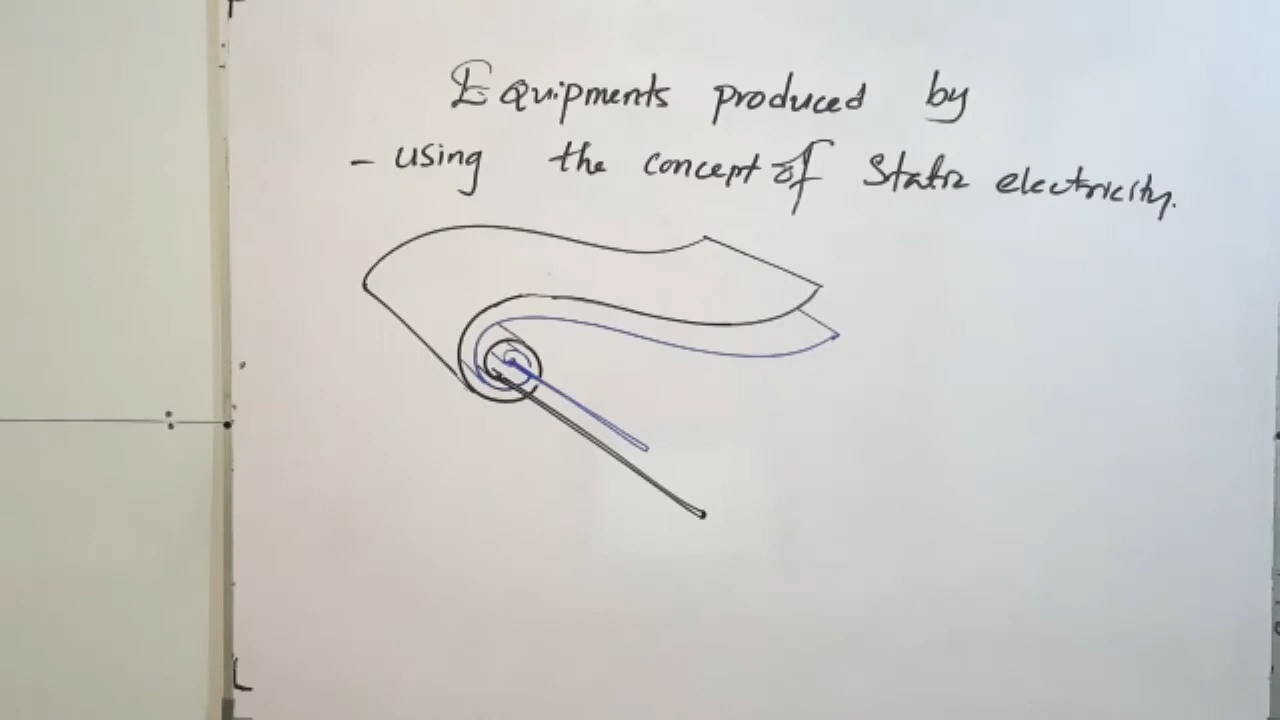 Equipments produced by
- using the concept of Static electricity.